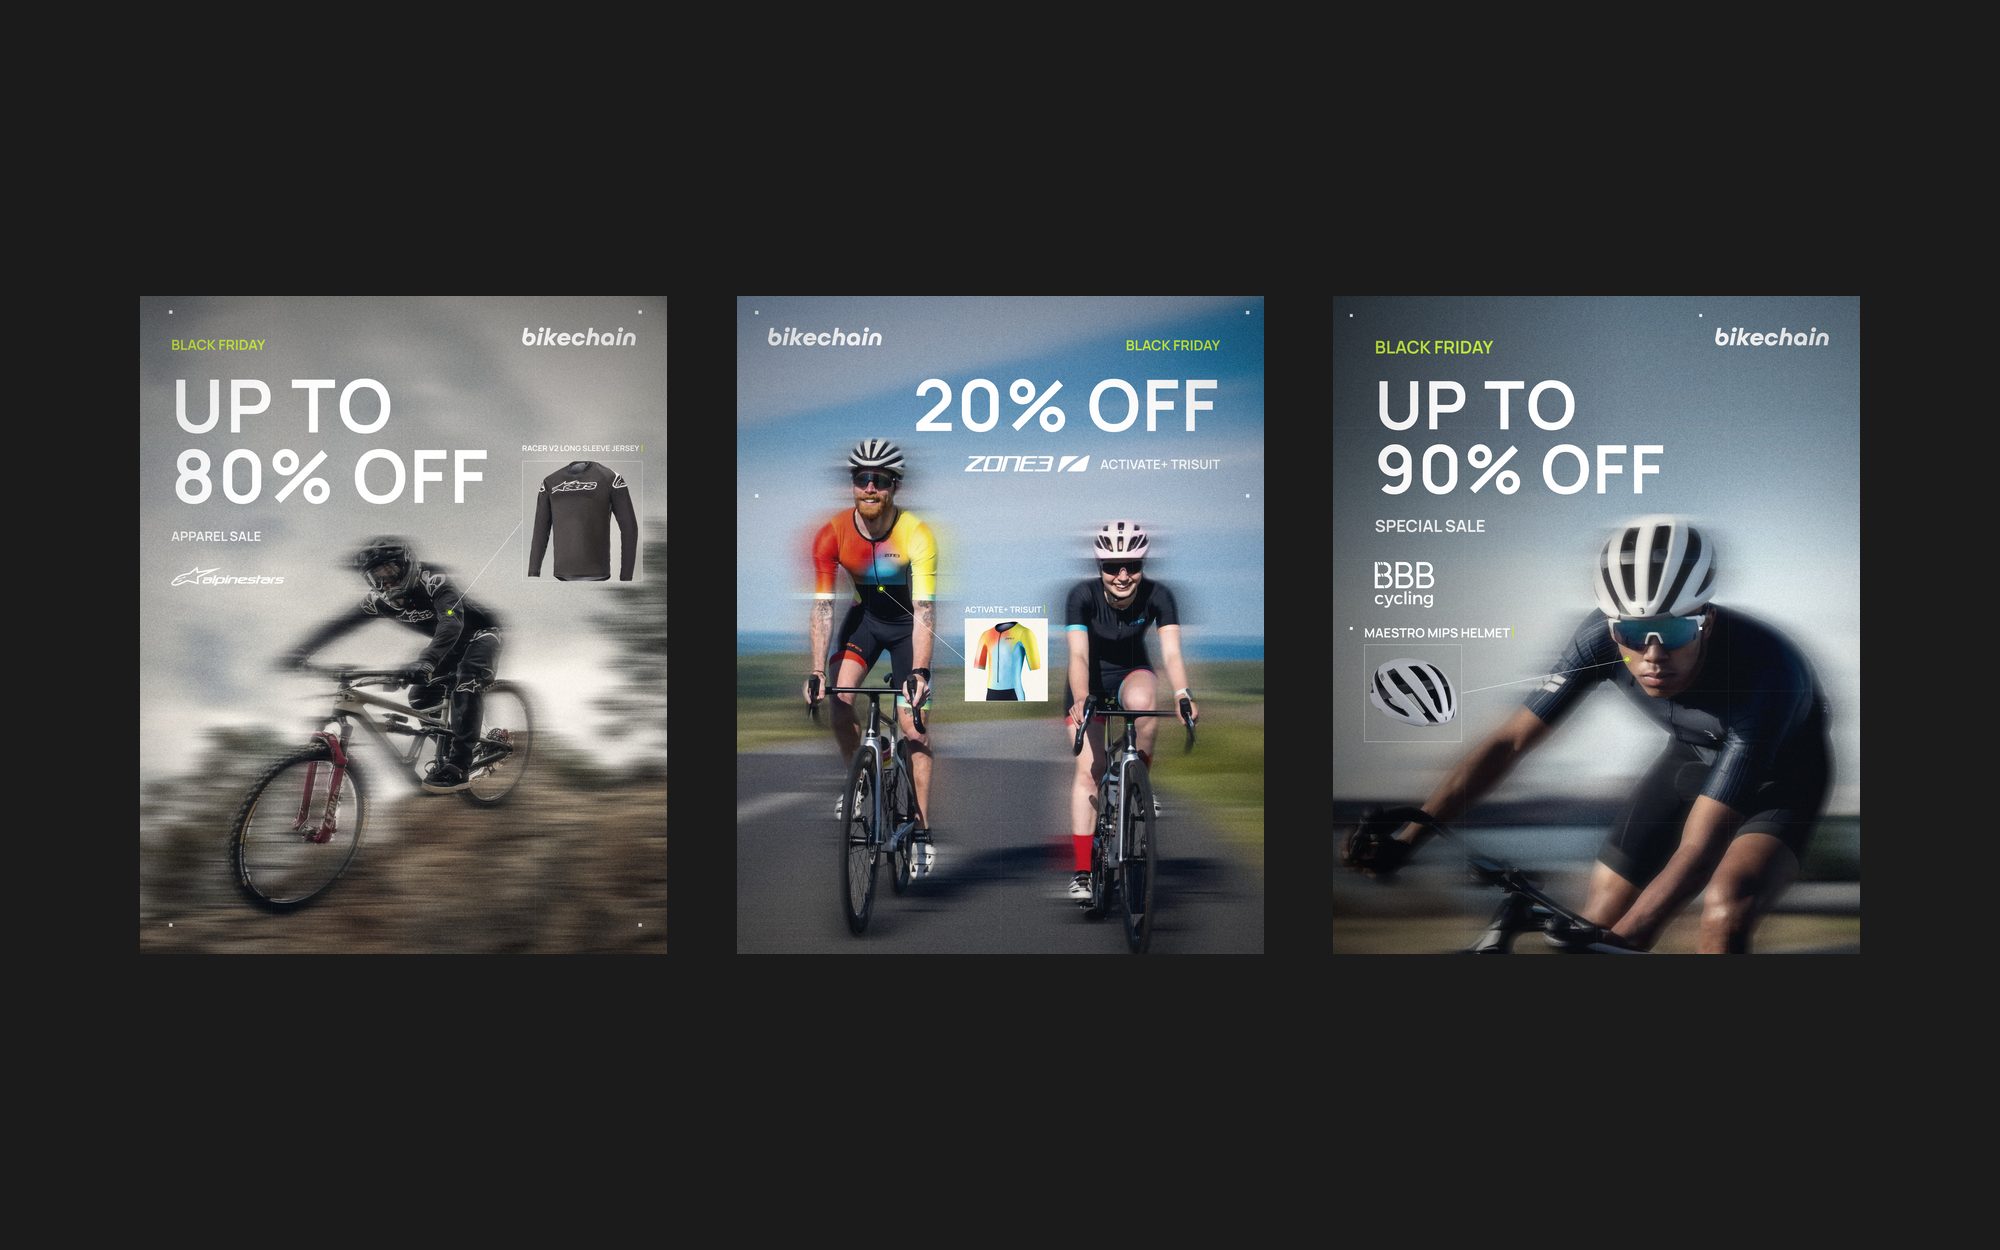 BLACK FRIDAY
bikechain
UP TO
80% OFF
RACER V2 LONG SLEEVE JERSEY
APPAREL SALE
alpinestars
bikechain
BLACK FRIDAY
20% OFF
ZONE3 ACTIVATE+ TRISUIT
ACTIVATE+ TRISUIT
BLACK FRIDAY
bikechain
UP TO
90% OFF
SPECIAL SALE
BBB
cycling
MAESTRO MIPS HELMET